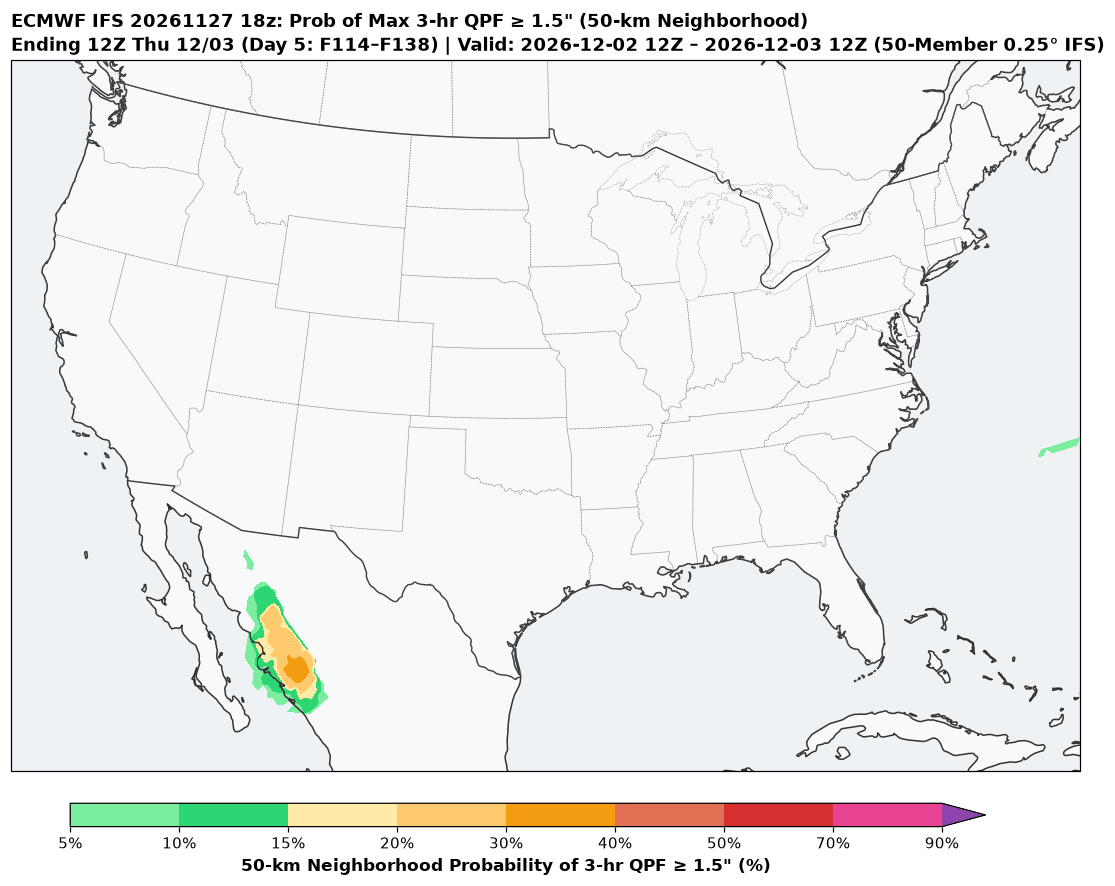 ECMWF IFS 20261127 18z: Prob of Max 3-hr QPF ≥ 1.5" (50-km Neighborhood)
Ending 12Z Thu 12/03 (Day 5: F114–F138) | Valid: 2026-12-02 12Z – 2026-12-03 12Z (50-Member 0.25° IFS)
5% 10% 15% 20% 30% 40% 50% 70% 90%
50-km Neighborhood Probability of 3-hr QPF ≥ 1.5" (%)